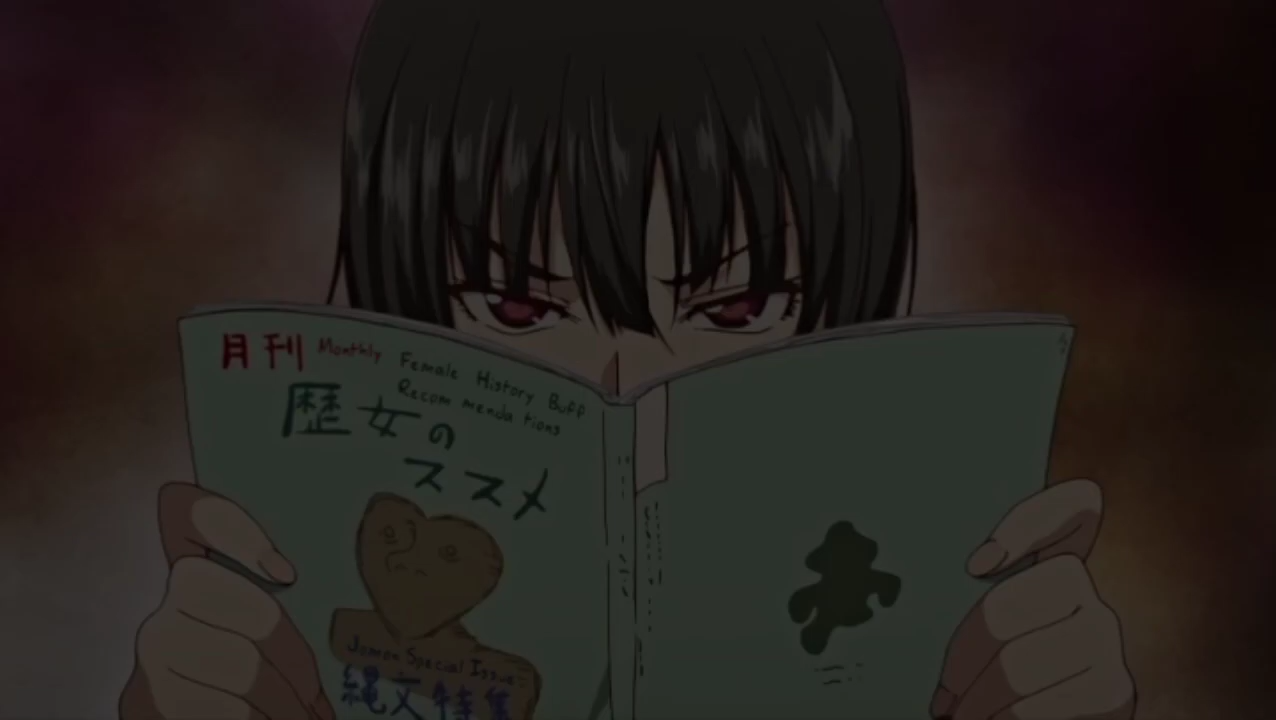 月刊 Monthly
Female History Buff
Recommendations
歴女の
ススメ
Jomon Special Issue:
縄文特集